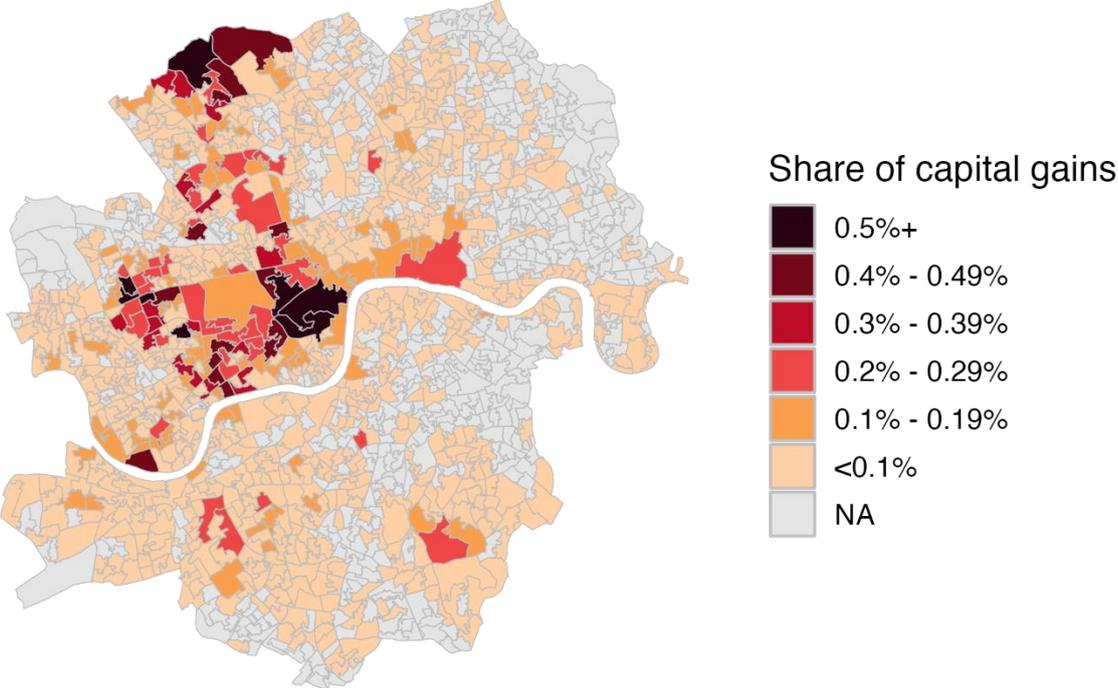 Share of capital gains
0.5%+
0.4% - 0.49%
0.3% - 0.39%
0.2% - 0.29%
0.1% - 0.19%
<0.1%
NA